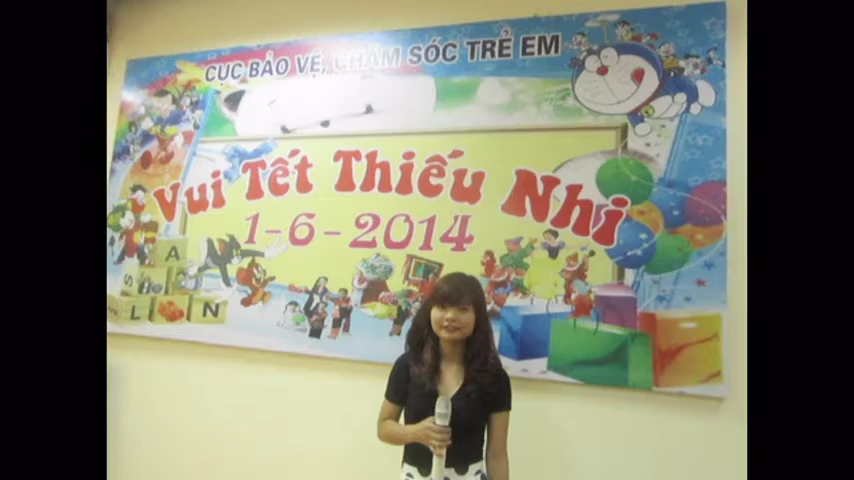 CỤC BẢO VỆ, CHĂM SÓC TRẺ EM
Vui Tết Thiếu Nhi
1-6-2014
A
S
L N